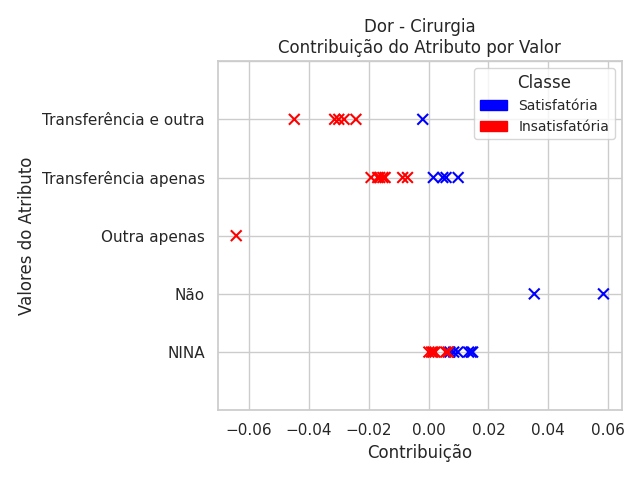 Dor - Cirurgia
Contribuição do Atributo por Valor
Classe
Satisfatória
Insatisfatória
Valores do Atributo
Transferência e outra
Transferência apenas
Outra apenas
Não
NINA
−0.06 −0.04 −0.02 0.00 0.02 0.04 0.06
Contribuição